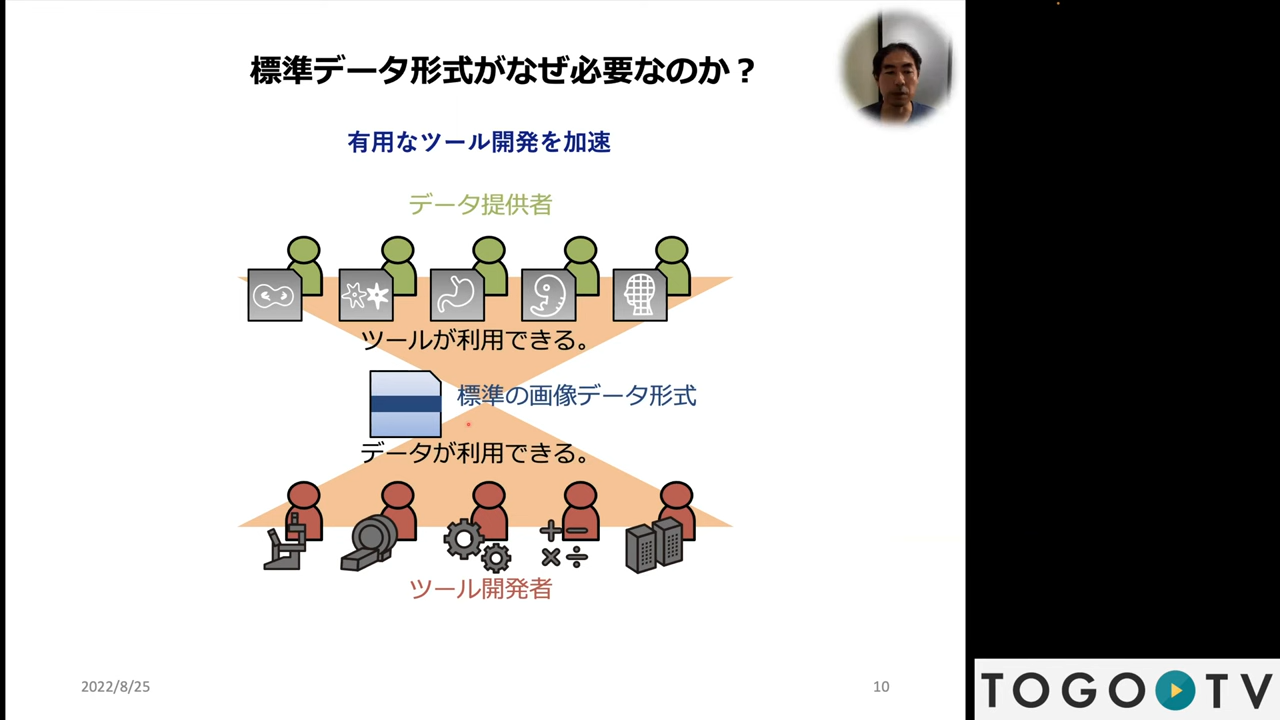 標準データ形式がなぜ必要なのか？
有用なツール開発を加速
データ提供者
ツールが利用できる。
標準の画像データ形式
データが利用できる。
ツール開発者
2022/8/25
10
TOGO TV